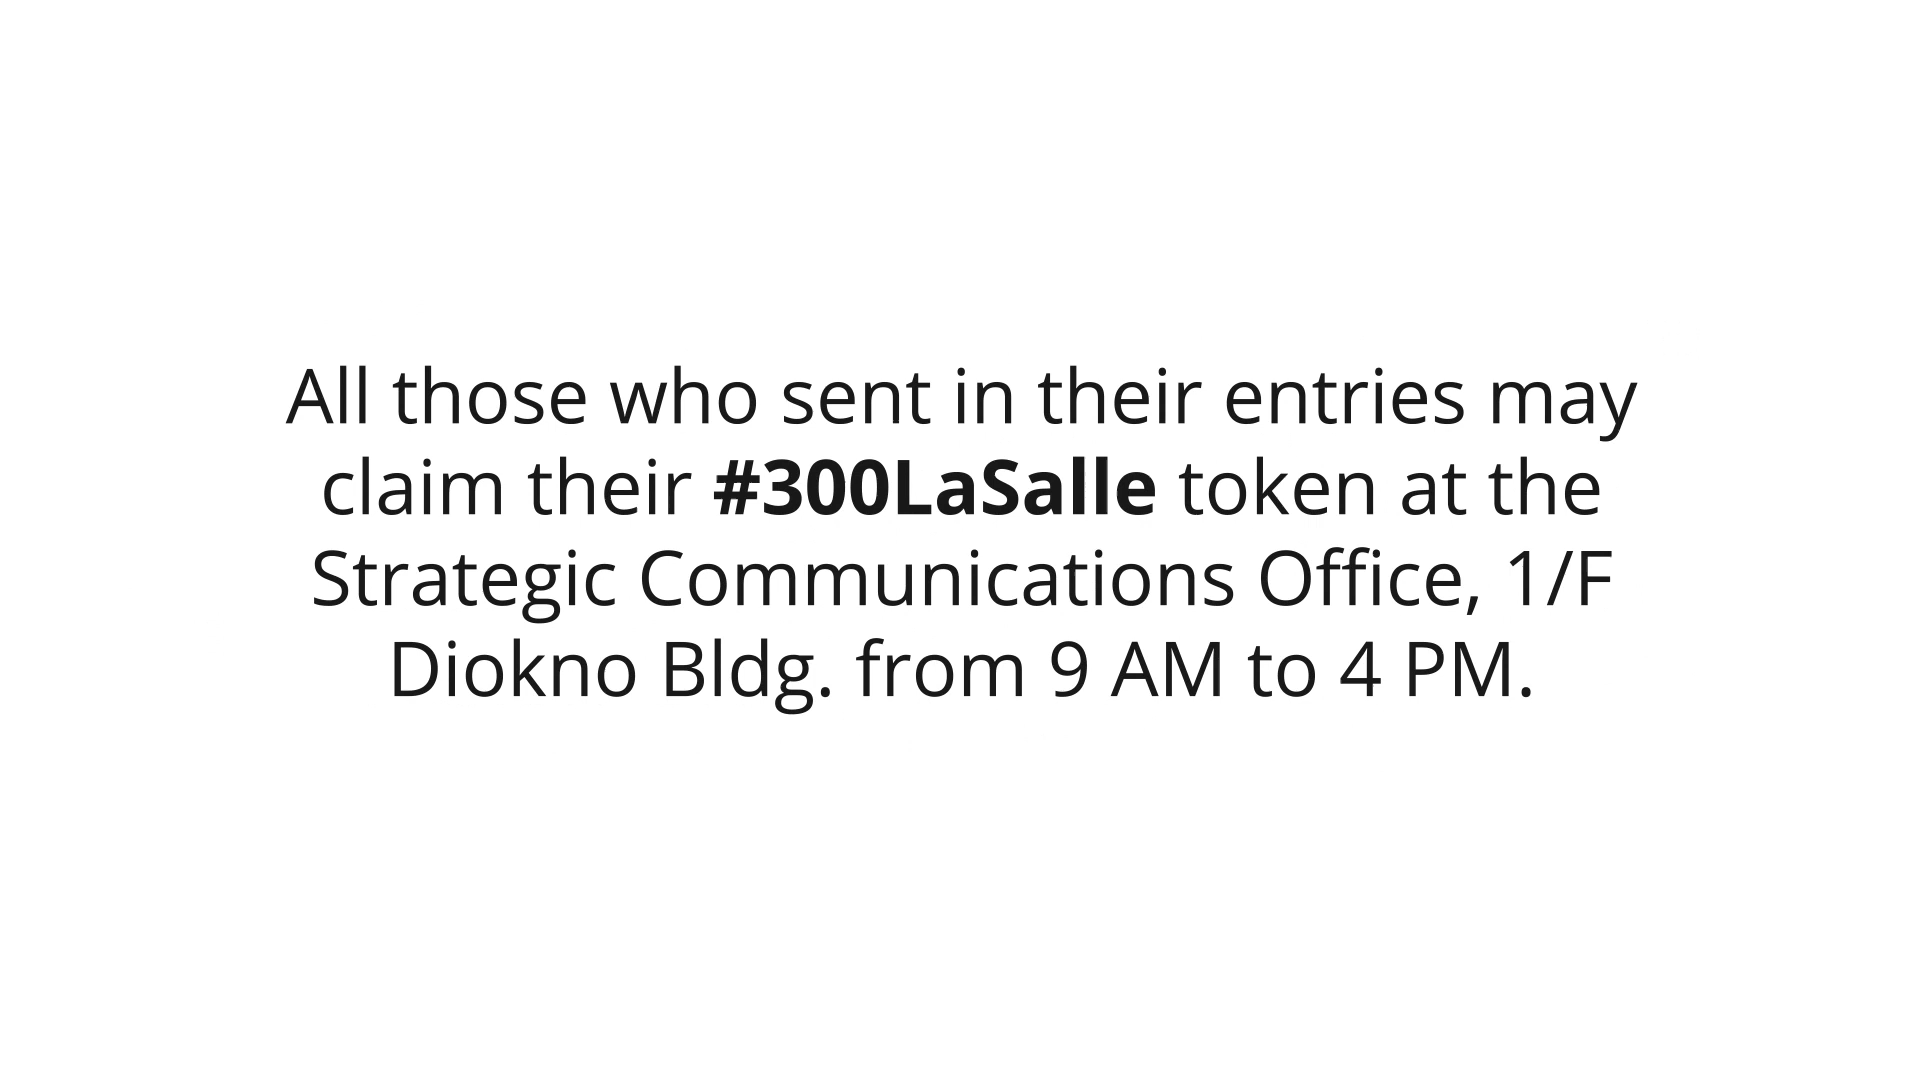 All those who sent in their entries may
claim their #300LaSalle token at the
Strategic Communications Office, 1/F
Diokno Bldg. from 9 AM to 4 PM.